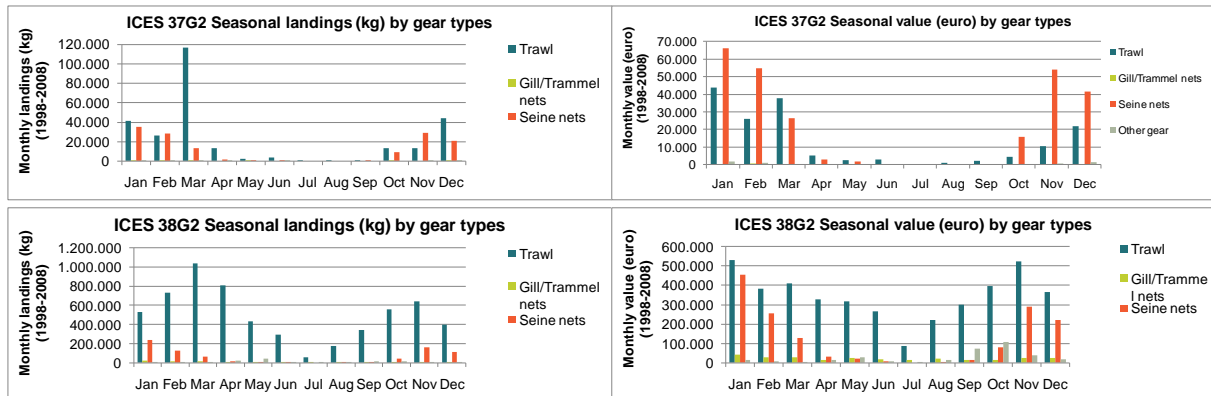 ICES 37G2 Seasonal landings (kg) by gear types
Monthly landings (kg)
(1998-2008)
120.000
100.000
80.000
60.000
40.000
20.000
0
Jan Feb Mar Apr May Jun Jul Aug Sep Oct Nov Dec
Trawl
Gill/Trammel
nets
Seine nets
ICES 37G2 Seasonal value (euro) by gear types
Monthly value (euro)
(1998-2008)
70.000
60.000
50.000
40.000
30.000
20.000
10.000
0
Jan Feb Mar Apr May Jun Jul Aug Sep Oct Nov Dec
Trawl
Gill/Trammel nets
Seine nets
Other gear
ICES 38G2 Seasonal landings (kg) by gear types
Monthly landings (kg)
(1998-2008)
1.200.000
1.000.000
800.000
600.000
400.000
200.000
0
Jan Feb Mar Apr May Jun Jul Aug Sep Oct Nov Dec
Trawl
Gill/Trammel
nets
Seine nets
ICES 38G2 Seasonal value (euro) by gear types
Monthly value (euro)
(1998-2008)
600.000
500.000
400.000
300.000
200.000
100.000
0
Jan Feb Mar Apr May Jun Jul Aug Sep Oct Nov Dec
Trawl
Gill/Tramme
l nets
Seine nets